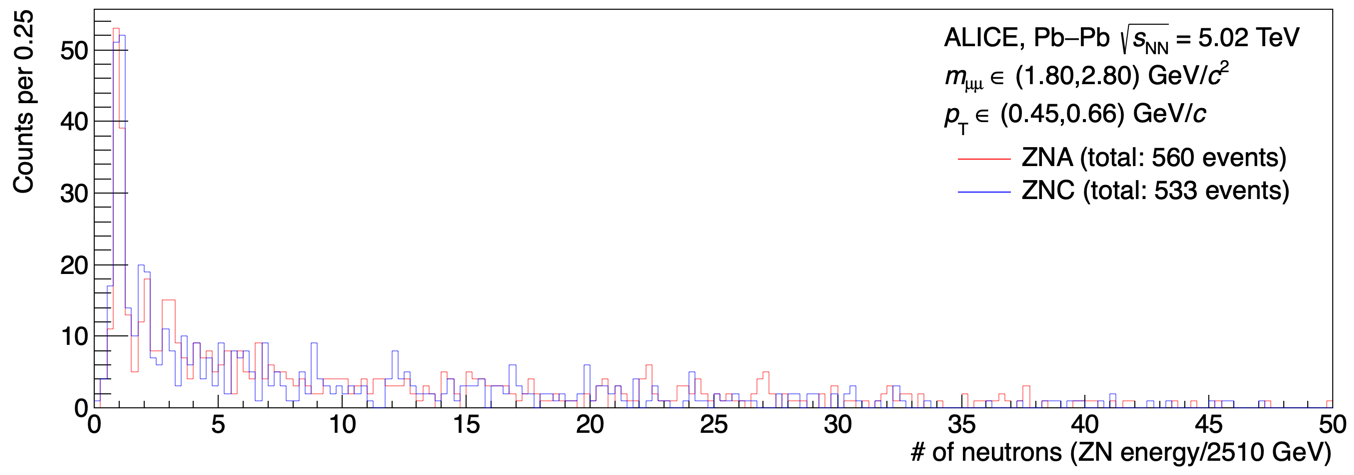 Counts per 0.25
50
40
30
20
10
0
ALICE, Pb–Pb √sNN = 5.02 TeV
mμμ ∈ (1.80,2.80) GeV/c²
pT ∈ (0.45,0.66) GeV/c
ZNA (total: 560 events)
ZNC (total: 533 events)
0 5 10 15 20 25 30 35 40 45 50
# of neutrons (ZN energy/2510 GeV)